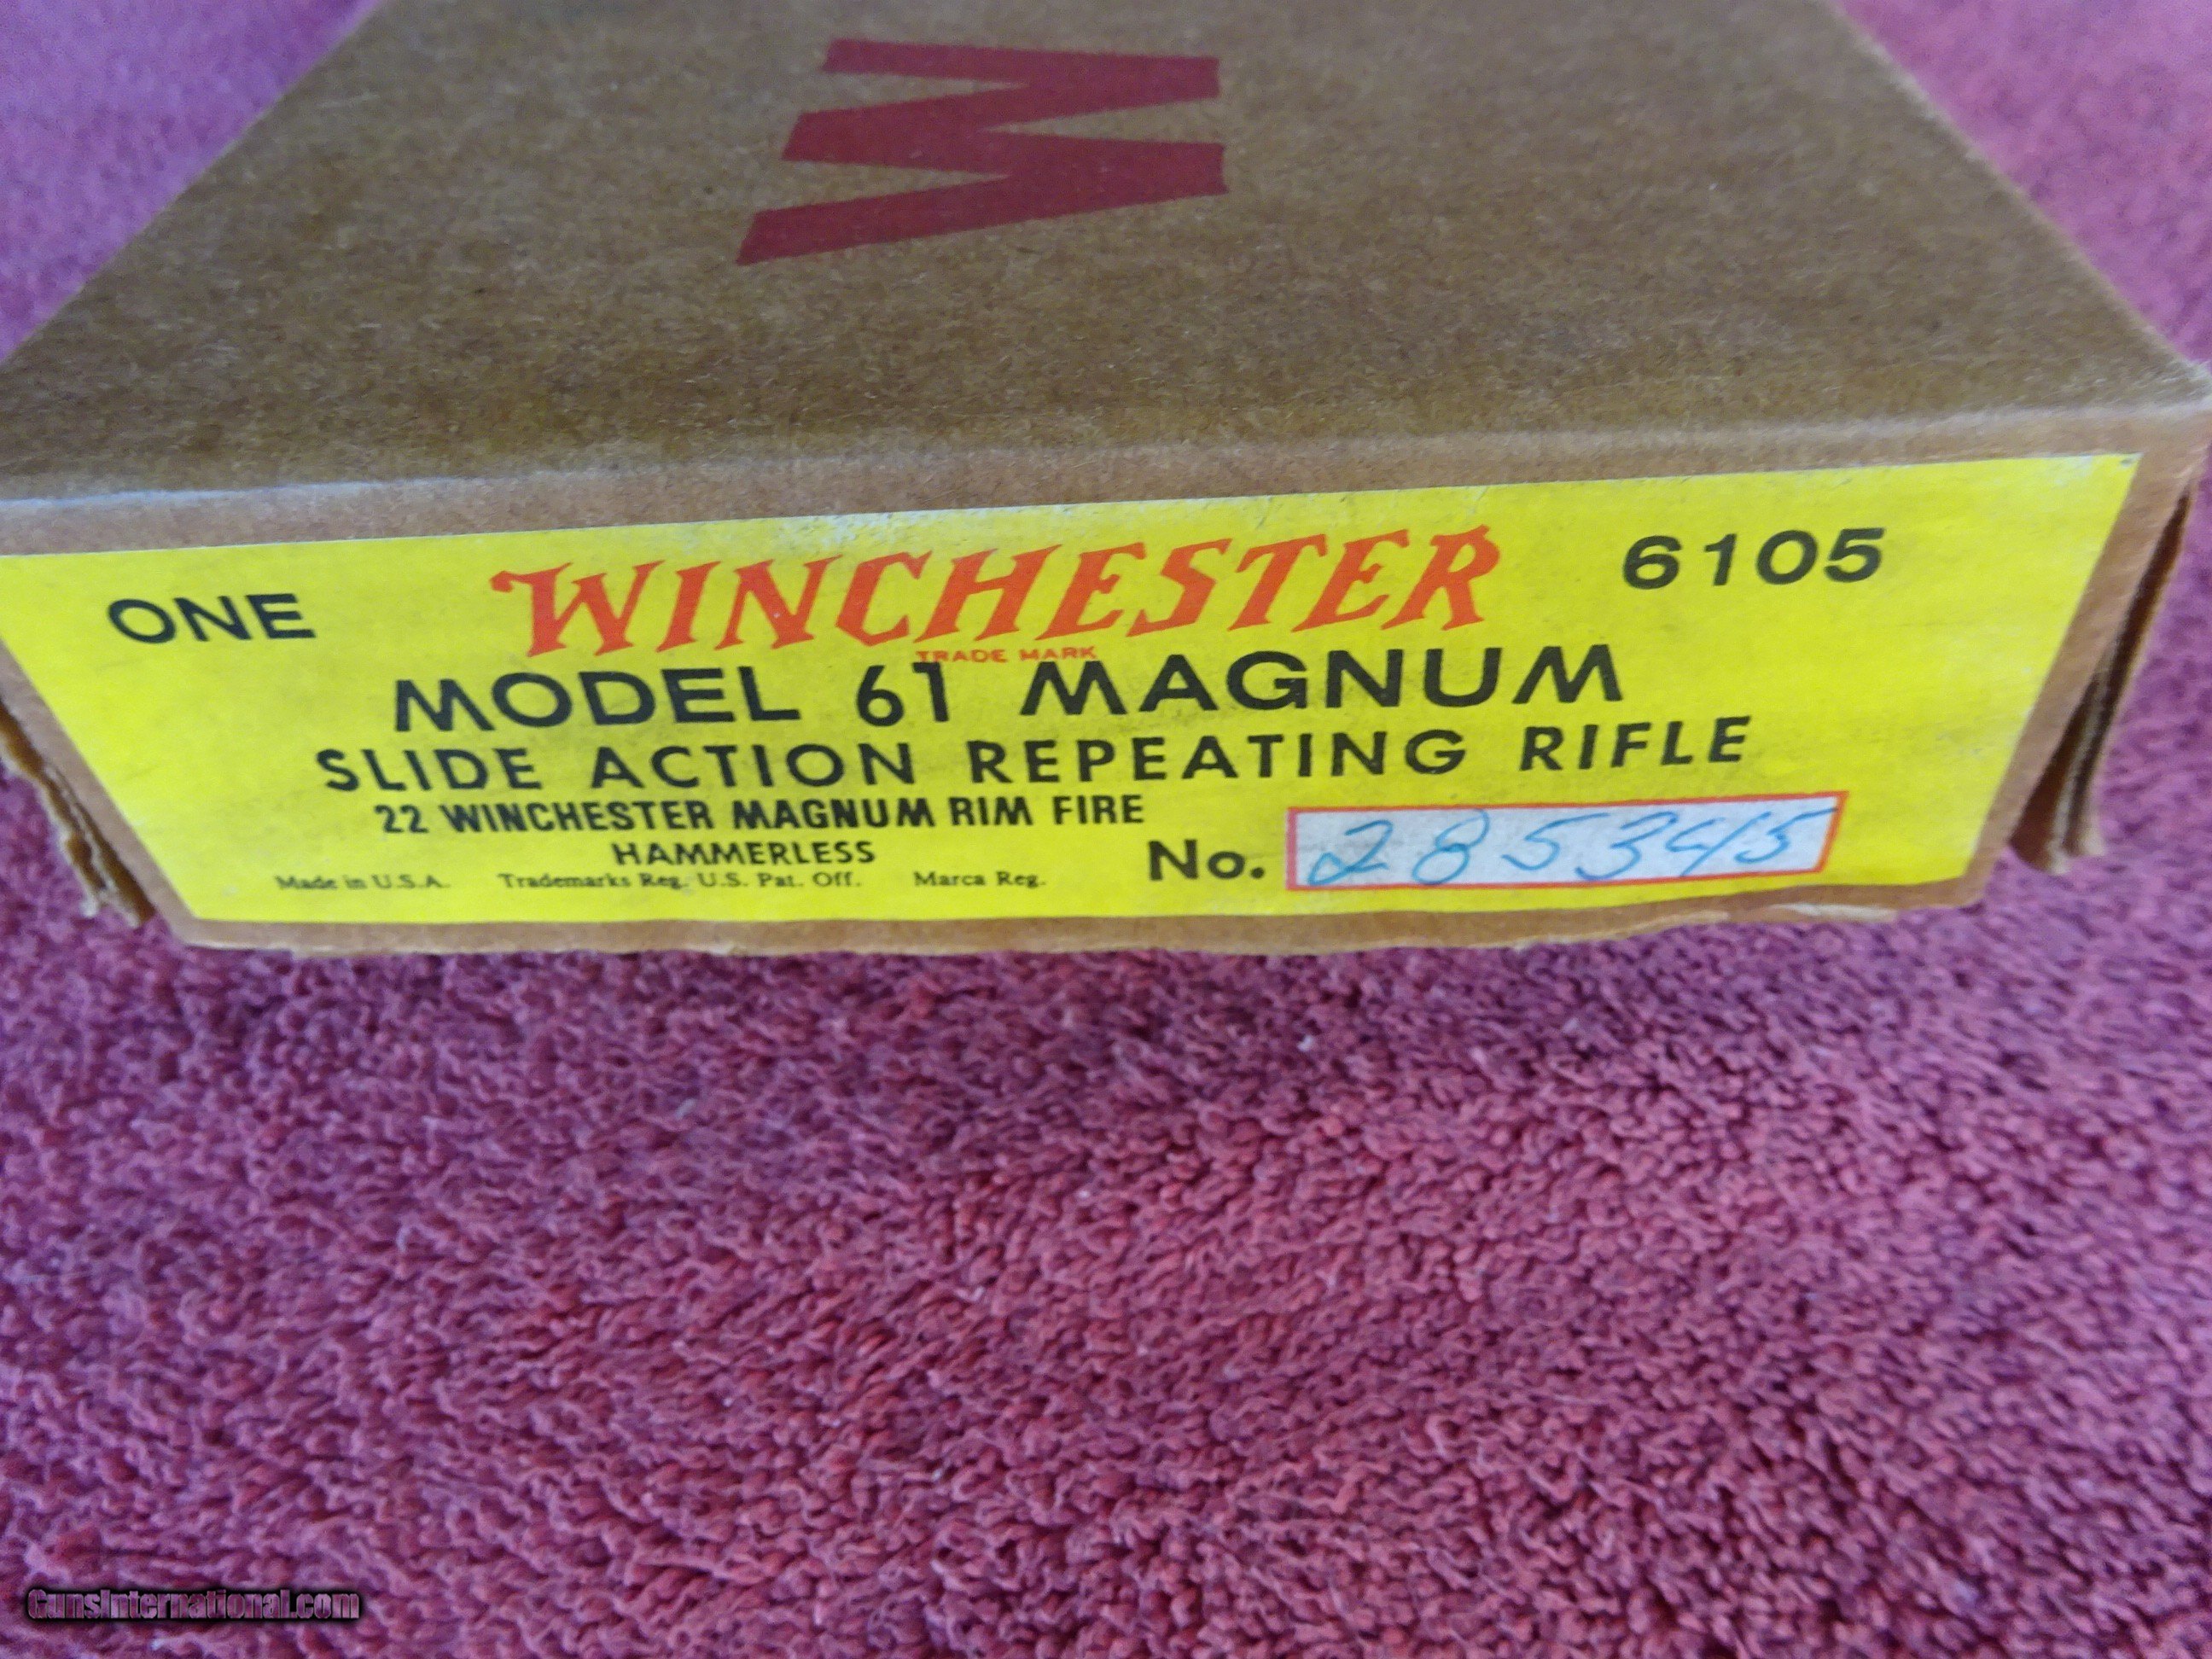 W
ONE WINCHESTER 6105
TRADE MARK
MODEL 61 MAGNUM
SLIDE ACTION REPEATING RIFLE
22 WINCHESTER MAGNUM RIM FIRE
HAMMERLESS
Made in U.S.A. Trademarks Reg. U.S. Pat. Off. Marca Reg. No. 285345
GunsInternational.com